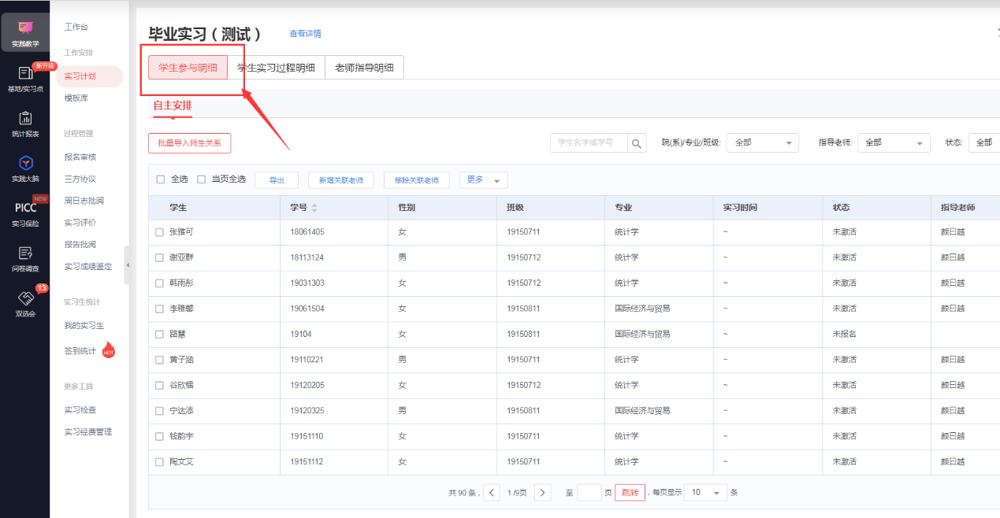 实践教学
新升级
基地/实习点
统计报表
实践大脑
NEW
PICC
实习保险
问卷调查
13
双选会
工作台
工作安排
实习计划
模板库
过程管理
报名审核
三方协议
周日志批阅
实习评价
报告批阅
实习成绩鉴定
实习生统计
我的实习生
签到统计 HOT
更多工具
实习检查
实习经费管理
毕业实习（测试） 查看详情
学生参与明细 学生实习过程明细 老师指导明细
自主安排
批量导入师生关系 学生名字或学号 院(系)/专业/班级: 全部 指导老师: 全部 状态: 全部
全选 当页全选 导出 新增关联老师 移除关联老师 更多
学生 学号 性别 班级 专业 实习时间 状态 指导老师
张雅可 18061405 女 19150711 统计学 ~ 未激活 颜日越
谢亚群 18113124 男 19150712 统计学 ~ 未激活 颜日越
韩雨彤 19031303 女 19150712 统计学 ~ 未激活 颜日越
李雅馨 19061504 女 19150811 国际经济与贸易 ~ 未激活 颜日越
路慧 19104 女 19150811 国际经济与贸易 ~ 未报名
黄子涵 19110221 男 19150711 统计学 ~ 未激活 颜日越
谷欣檽 19120205 女 19150712 统计学 ~ 未激活 颜日越
宁达添 19120325 男 19150811 国际经济与贸易 ~ 未激活 颜日越
钱韵宇 19151110 女 19150711 统计学 ~ 未激活 颜日越
陶文艾 19151112 女 19150711 统计学 ~ 未激活 颜日越
共 90 条， 1 /9页 至 页 跳转 ，每页显示 10 条